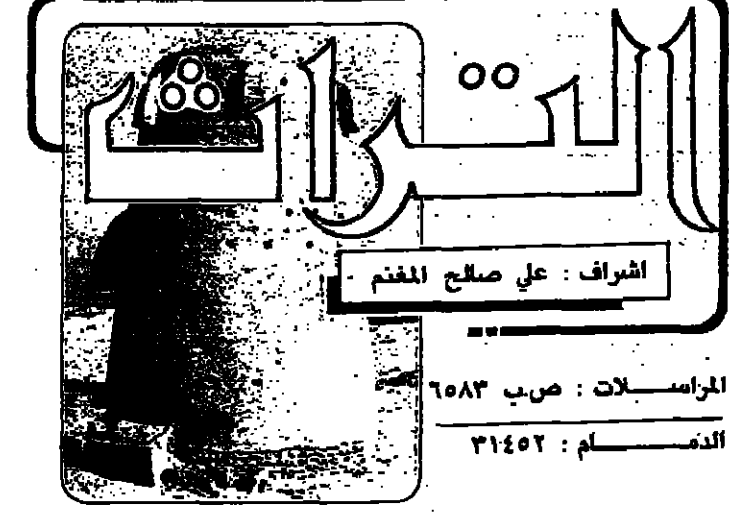 التراث
اشراف : علي صالح المغنم
المراسلات : ص.ب ٦٥٨٣
الدمام : ٣١٤٥٢